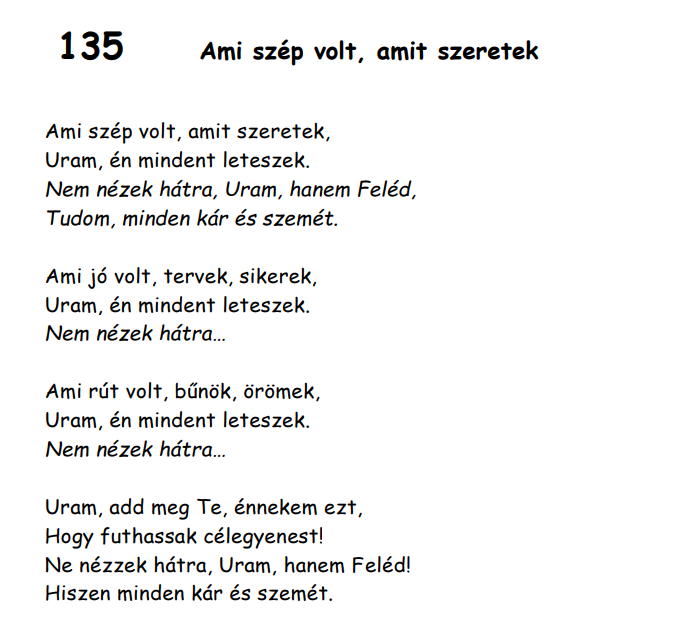 135 Ami szép volt, amit szeretek
Ami szép volt, amit szeretek,
Uram, én mindent leteszek.
Nem nézek hátra, Uram, hanem Feléd,
Tudom, minden kár és szemét.
Ami jó volt, tervek, sikerek,
Uram, én mindent leteszek.
Nem nézek hátra...
Ami rút volt, bűnök, örömek,
Uram, én mindent leteszek.
Nem nézek hátra...
Uram, add meg Te, énnekem ezt,
Hogy futhassak célegyenest!
Ne nézzek hátra, Uram, hanem Feléd!
Hiszen minden kár és szemét.